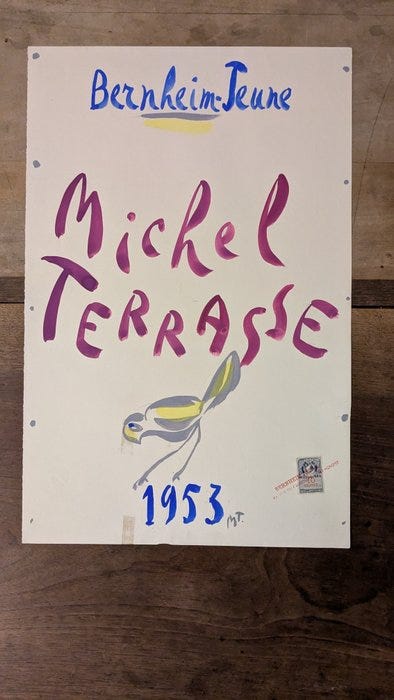 Bernheim-Jeune
Michel
TERRASSE
1953
MT.